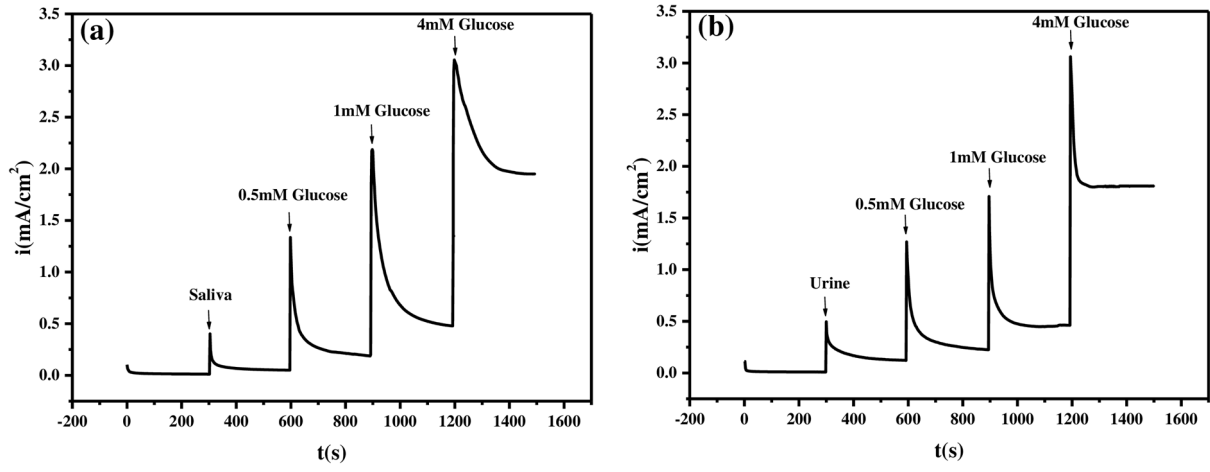 (a)
4mM Glucose
1mM Glucose
0.5mM Glucose
Saliva
i(mA/cm²)
3.5
3.0
2.5
2.0
1.5
1.0
0.5
0.0
-200 0 200 400 600 800 1000 1200 1400 1600
t(s)
(b)
4mM Glucose
1mM Glucose
0.5mM Glucose
Urine
i(mA/cm²)
3.5
3.0
2.5
2.0
1.5
1.0
0.5
0.0
-200 0 200 400 600 800 1000 1200 1400 1600
t(s)